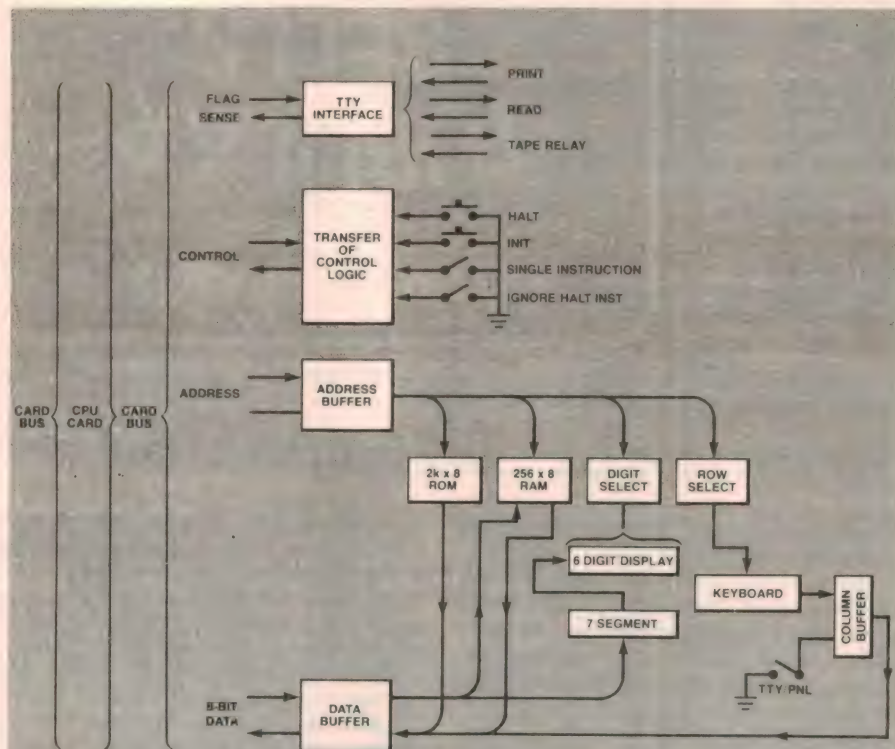 FLAG
SENSE
TTY
INTERFACE
PRINT
READ
TAPE RELAY
CONTROL
TRANSFER
OF
CONTROL
LOGIC
HALT
INIT
SINGLE INSTRUCTION
IGNORE HALT INST
ADDRESS
ADDRESS
BUFFER
CARD
BUS
CPU
CARD
CARD
BUS
2k x 8
ROM
256 x 8
RAM
DIGIT
SELECT
ROW
SELECT
6 DIGIT DISPLAY
KEYBOARD
COLUMN
BUFFER
7 SEGMENT
TTY/PNL
8-BIT
DATA
DATA
BUFFER